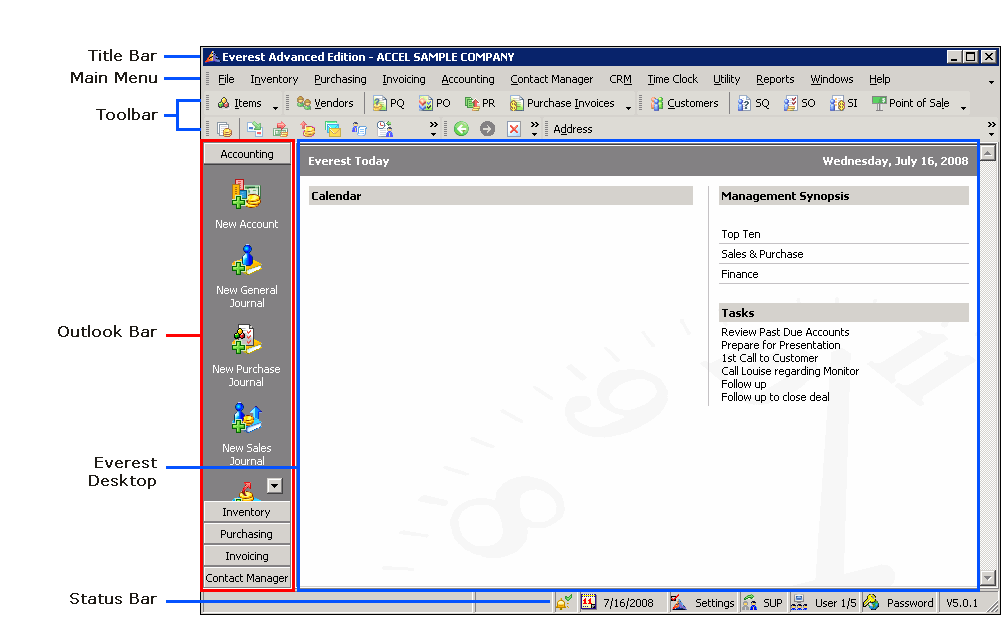 Title Bar
Everest Advanced Edition - ACCEL SAMPLE COMPANY
Main Menu
File Inventory Purchasing Invoicing Accounting Contact Manager CRM Time Clock Utility Reports Windows Help
Toolbar
Items Vendors PQ PO PR Purchase Invoices Customers SQ SO SI Point of Sale
Address
Accounting
New Account
New General
Journal
New Purchase
Journal
New Sales
Journal
Inventory
Purchasing
Invoicing
Contact Manager
Outlook Bar
Everest
Desktop
Everest Today Wednesday, July 16, 2008
Calendar
Management Synopsis
Top Ten
Sales & Purchase
Finance
Tasks
Review Past Due Accounts
Prepare for Presentation
1st Call to Customer
Call Louise regarding Monitor
Follow up
Follow up to close deal
11
9
8
Status Bar
7/16/2008 Settings SUP User 1/5 Password V5.0.1